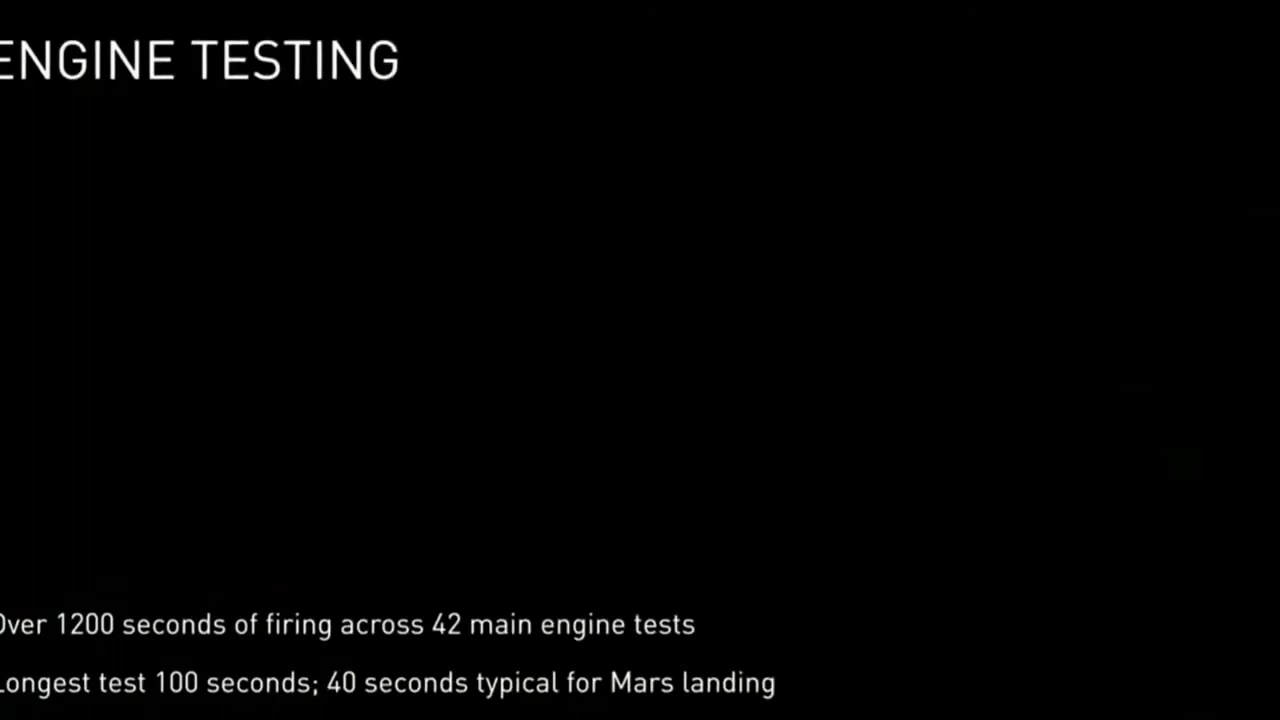 ENGINE TESTING
Over 1200 seconds of firing across 42 main engine tests
Longest test 100 seconds; 40 seconds typical for Mars landing